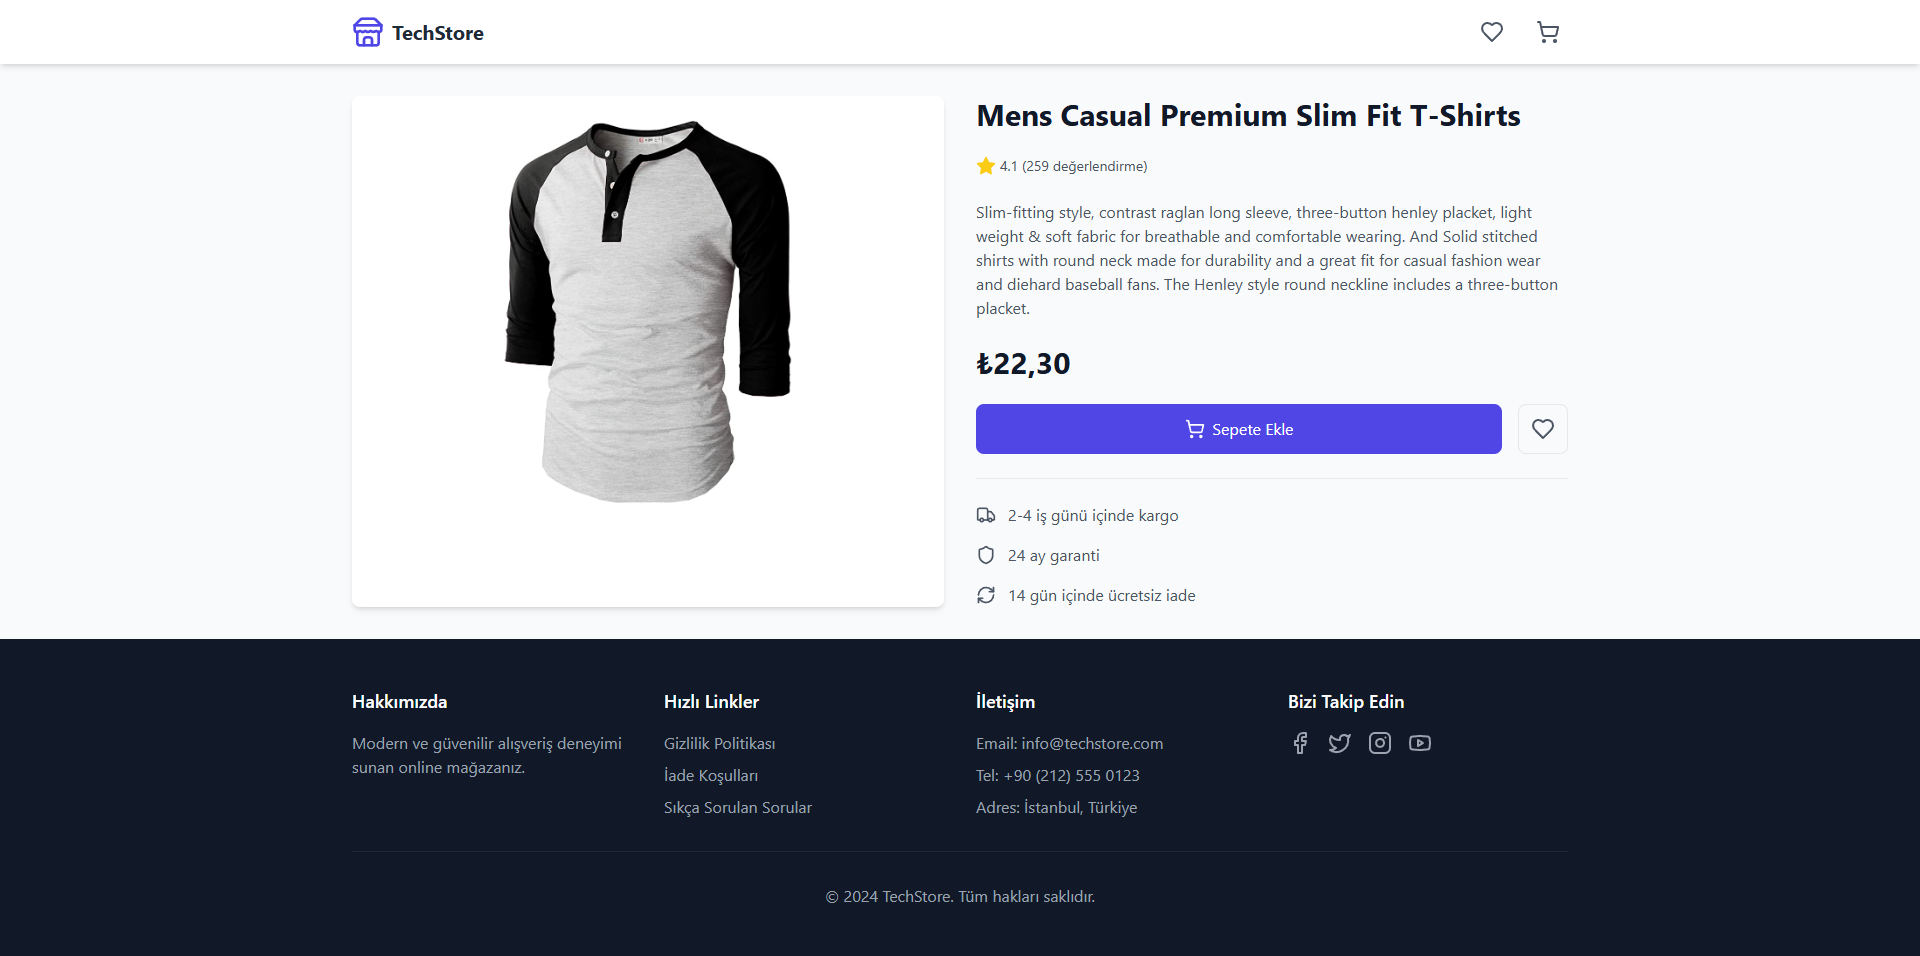 TechStore
Mens Casual Premium Slim Fit T-Shirts
4.1 (259 değerlendirme)
Slim-fitting style, contrast raglan long sleeve, three-button henley placket, light
weight & soft fabric for breathable and comfortable wearing. And Solid stitched
shirts with round neck made for durability and a great fit for casual fashion wear
and diehard baseball fans. The Henley style round neckline includes a three-button
placket.
₺22,30
Sepete Ekle
2-4 iş günü içinde kargo
24 ay garanti
14 gün içinde ücretsiz iade
Hakkımızda
Modern ve güvenilir alışveriş deneyimi
sunan online mağazanız.
Hızlı Linkler
Gizlilik Politikası
İade Koşulları
Sıkça Sorulan Sorular
İletişim
Email: info@techstore.com
Tel: +90 (212) 555 0123
Adres: İstanbul, Türkiye
Bizi Takip Edin
© 2024 TechStore. Tüm hakları saklıdır.